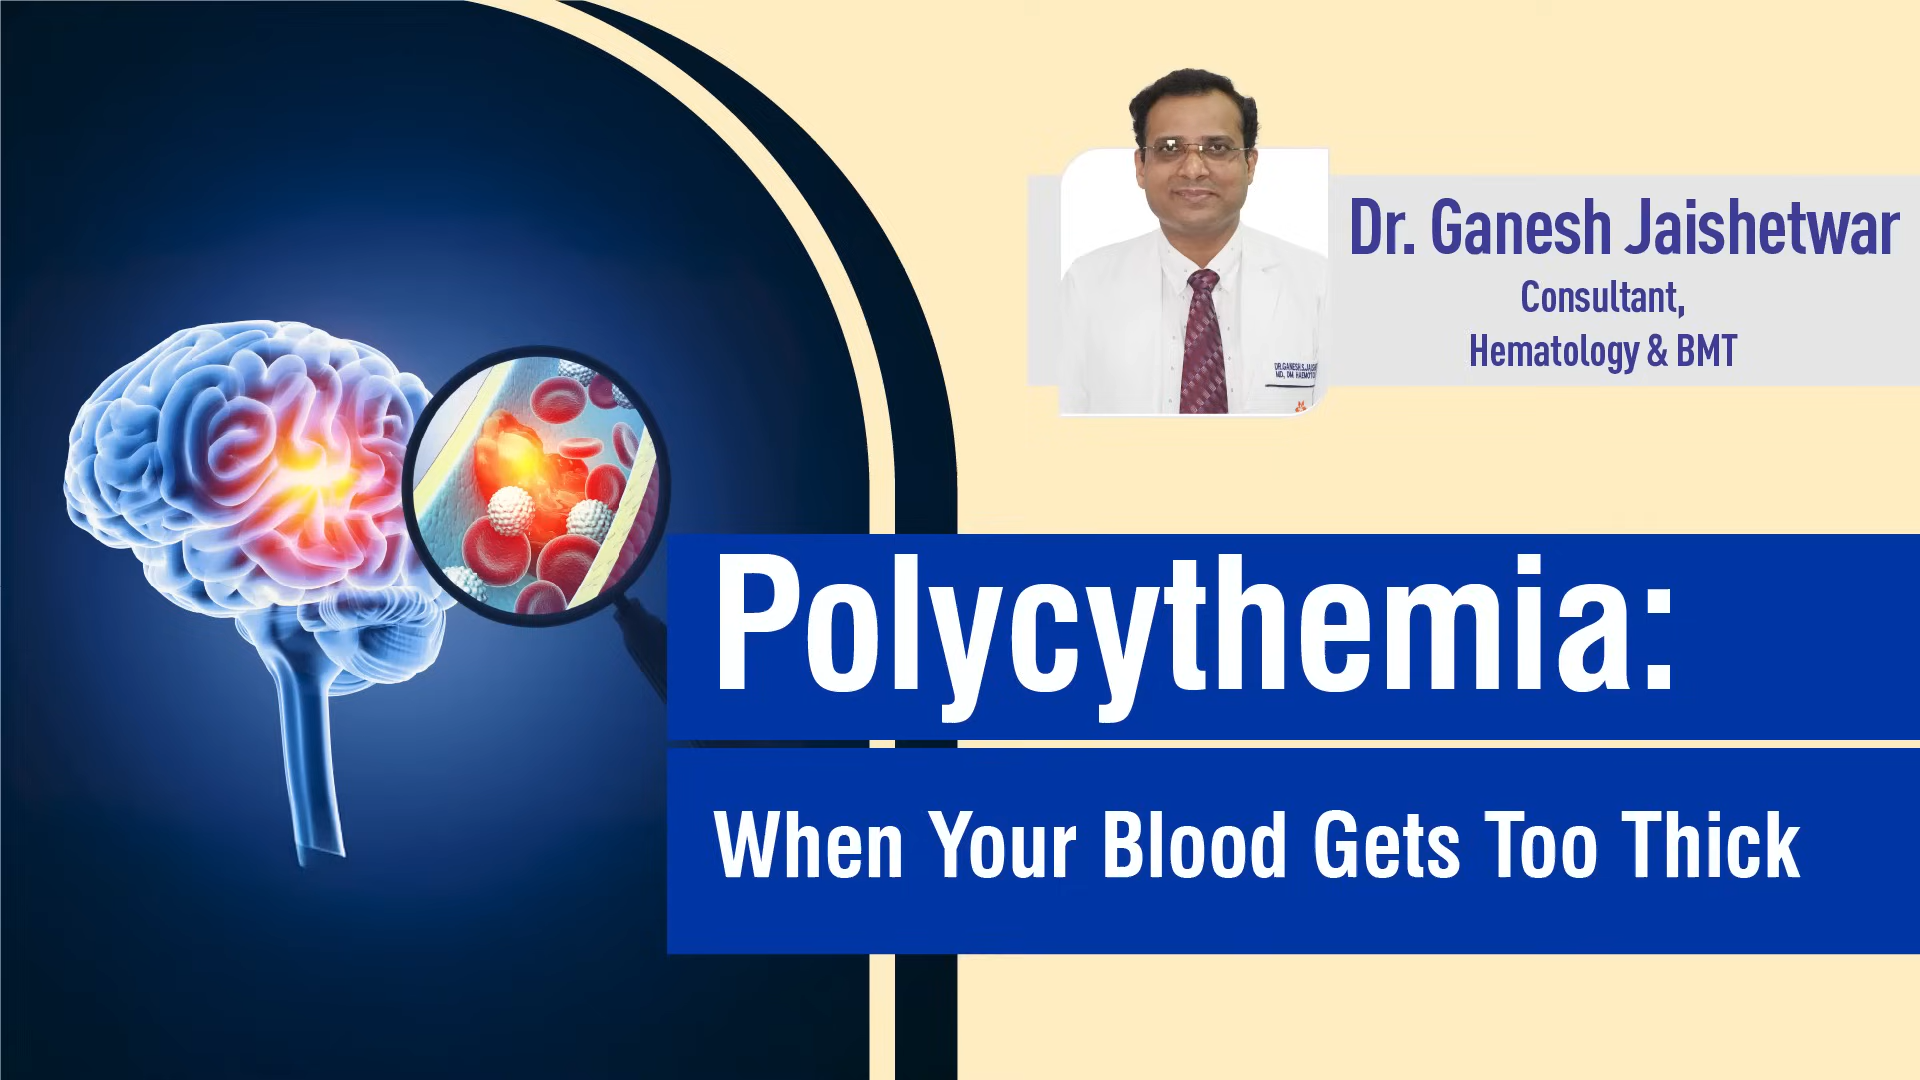 Dr. Ganesh Jaishetwar
Consultant,
Hematology & BMT
Polycythemia:
When Your Blood Gets Too Thick